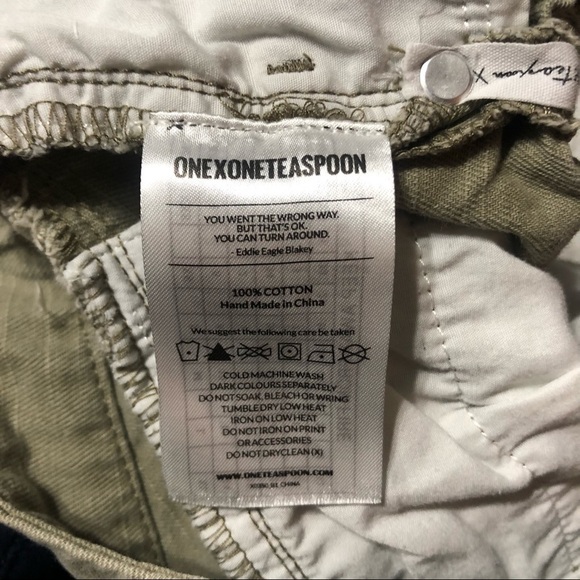 Teaspoon X
ONEXONETEASPOON
YOU WENT THE WRONG WAY.
BUT THAT'S OK.
YOU CAN TURN AROUND.
- Eddie Eagle Blakey
100% COTTON
Hand Made in China
We suggest the following care be taken
COLD MACHINE WASH
DARK COLOURS SEPARATELY
DO NOT SOAK, BLEACH OR WRING
TUMBLE DRY LOW HEAT
IRON ON LOW HEAT
DO NOT IRON ON PRINT
OR ACCESSORIES
DO NOT DRYCLEAN (X)
WWW.ONETEASPOON.COM